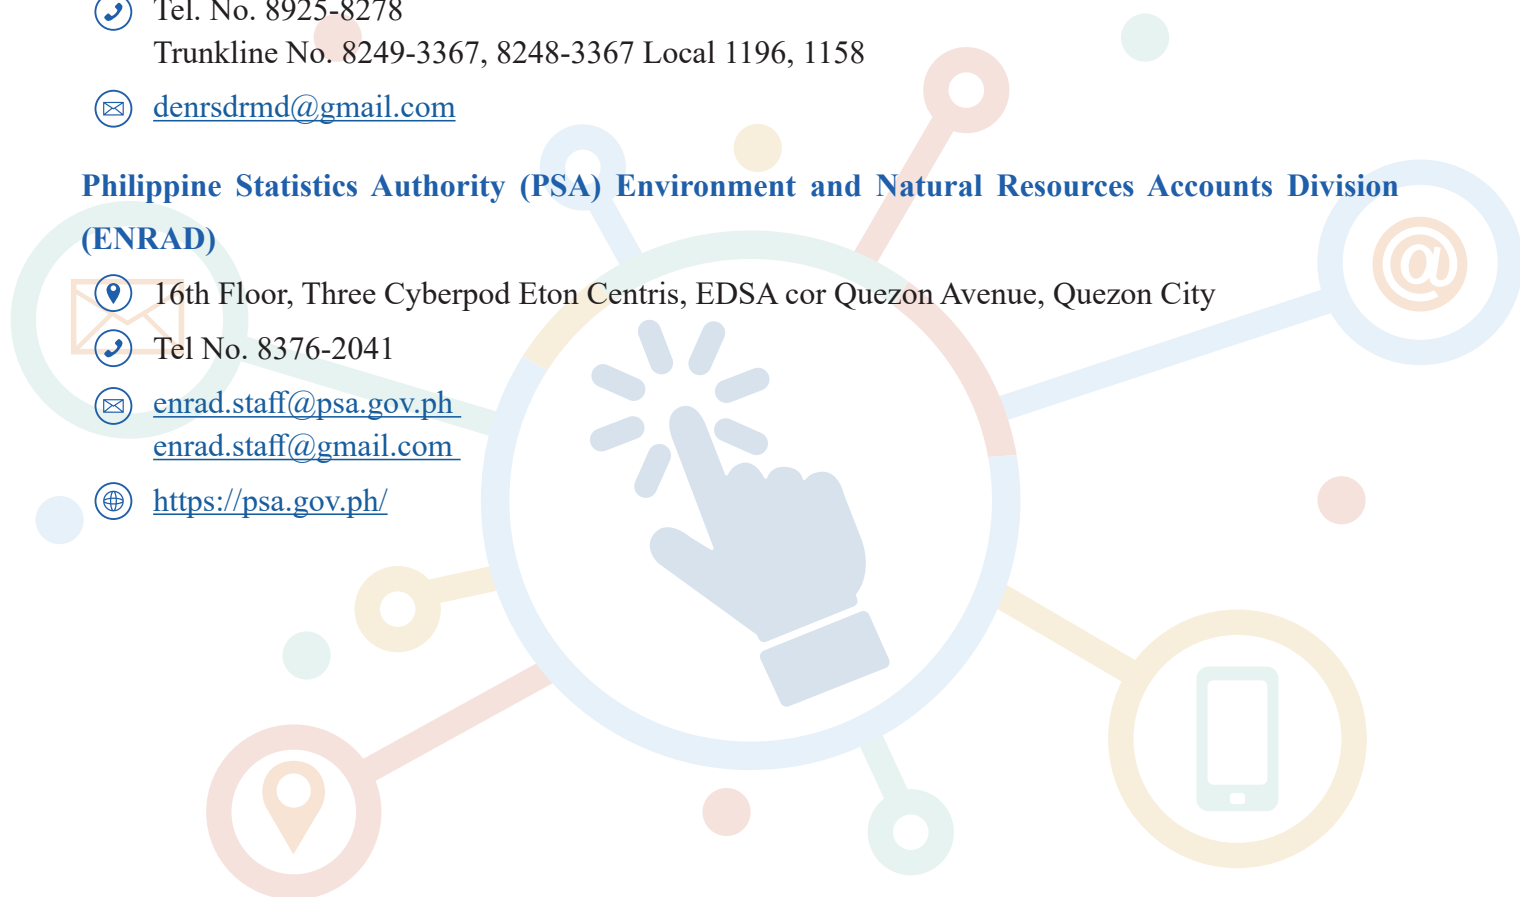 Tel. No. 8925-8278
Trunkline No. 8249-3367, 8248-3367 Local 1196, 1158
denrsdrmd@gmail.com
Philippine Statistics Authority (PSA) Environment and Natural Resources Accounts Division
(ENRAD)
16th Floor, Three Cyberpod Eton Centris, EDSA cor Quezon Avenue, Quezon City
Tel No. 8376-2041
enrad.staff@psa.gov.ph
enrad.staff@gmail.com
https://psa.gov.ph/